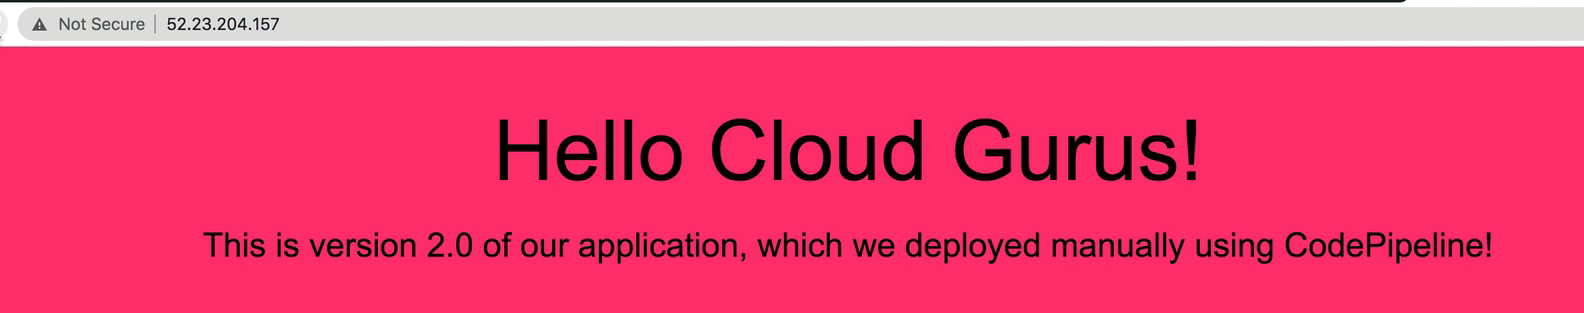 Not Secure | 52.23.204.157
Hello Cloud Gurus!
This is version 2.0 of our application, which we deployed manually using CodePipeline!